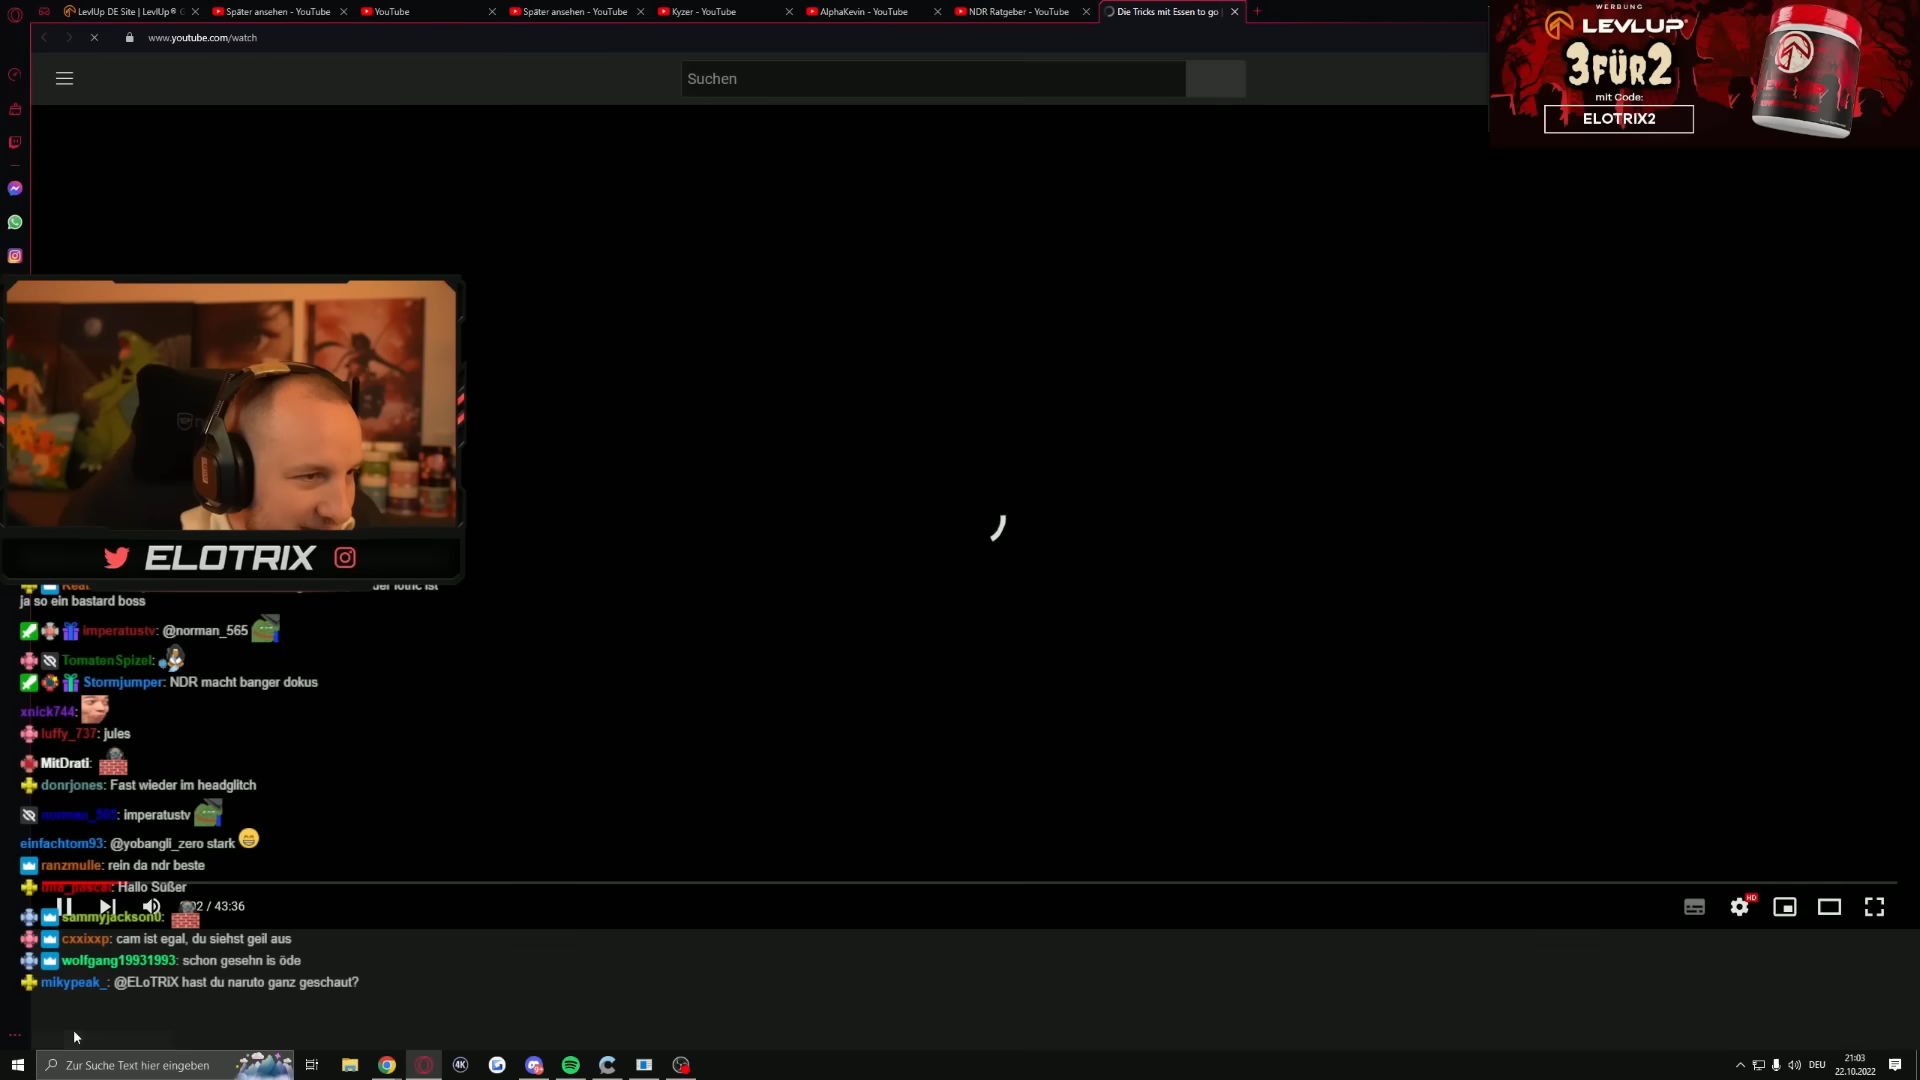 LevlUp DE Site | LevlUp®
Später ansehen - YouTube
YouTube
Später ansehen - YouTube
Kyzer - YouTube
AlphaKevin - YouTube
NDR Ratgeber - YouTube
Die Tricks mit Essen to go |
www.youtube.com/watch
Suchen
WERBUNG
LEVLUP®
3FÜR2
mit Code:
ELOTRIX2
ELOTRIX
ja so ein bastard boss
imperatustv: @norman_565
TomatenSpizel:
Stormjumper: NDR macht banger dokus
xnick744:
luffy_737: jules
MitDrati:
donrjones: Fast wieder im headglitch
norman_565: imperatustv
einfachtom93: @yobangli_zero stark
ranzmulle: rein da ndr beste
Hallo Süßer
/ 43:36
HD
sammyjackson0:
cxxixxp: cam ist egal, du siehst geil aus
wolfgang19931993: schon gesehn is öde
mikypeak_: @ELoTRiX hast du naruto ganz geschaut?
Zur Suche Text hier eingeben
4K
DEU
21:03
22.10.2022